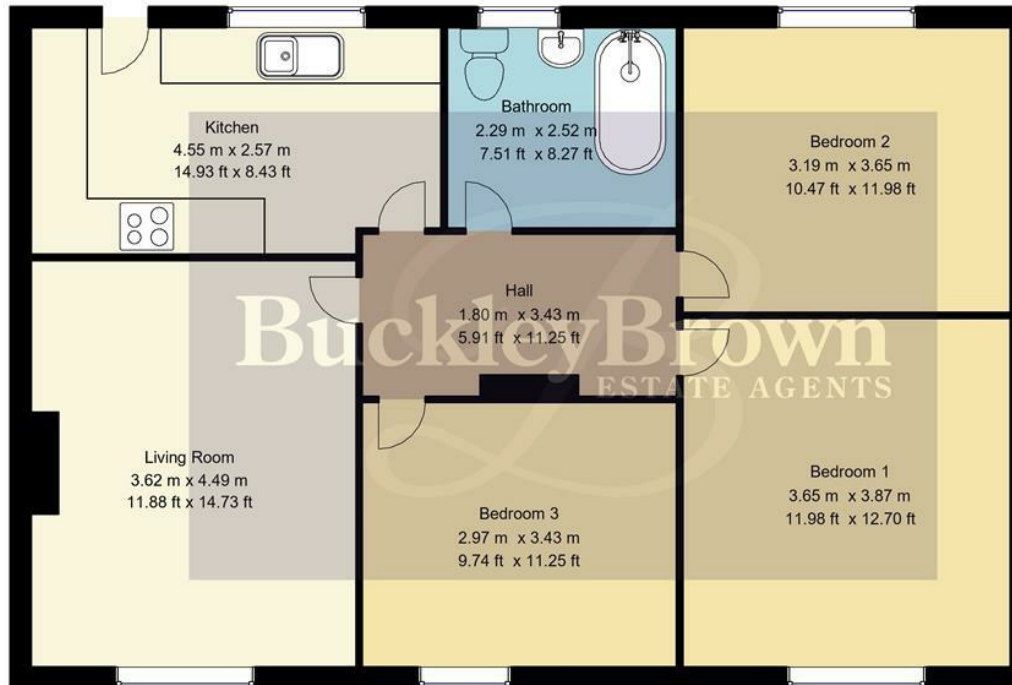 Kitchen
4.55 m x 2.57 m
14.93 ft x 8.43 ft
Bathroom
2.29 m x 2.52 m
7.51 ft x 8.27 ft
Bedroom 2
3.19 m x 3.65 m
10.47 ft x 11.98 ft
Hall
1.80 m x 3.43 m
5.91 ft x 11.25 ft
BuckleyBrown
ESTATE AGENTS
Living Room
3.62 m x 4.49 m
11.88 ft x 14.73 ft
Bedroom 3
2.97 m x 3.43 m
9.74 ft x 11.25 ft
Bedroom 1
3.65 m x 3.87 m
11.98 ft x 12.70 ft